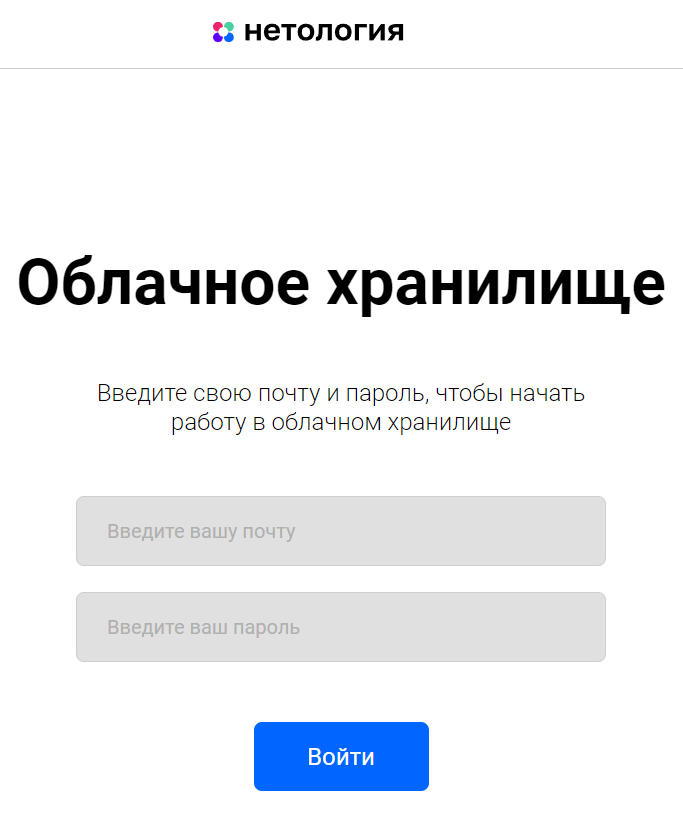 нетология
Облачное хранилище
Введите свою почту и пароль, чтобы начать
работу в облачном хранилище
Введите вашу почту
Введите ваш пароль
Войти